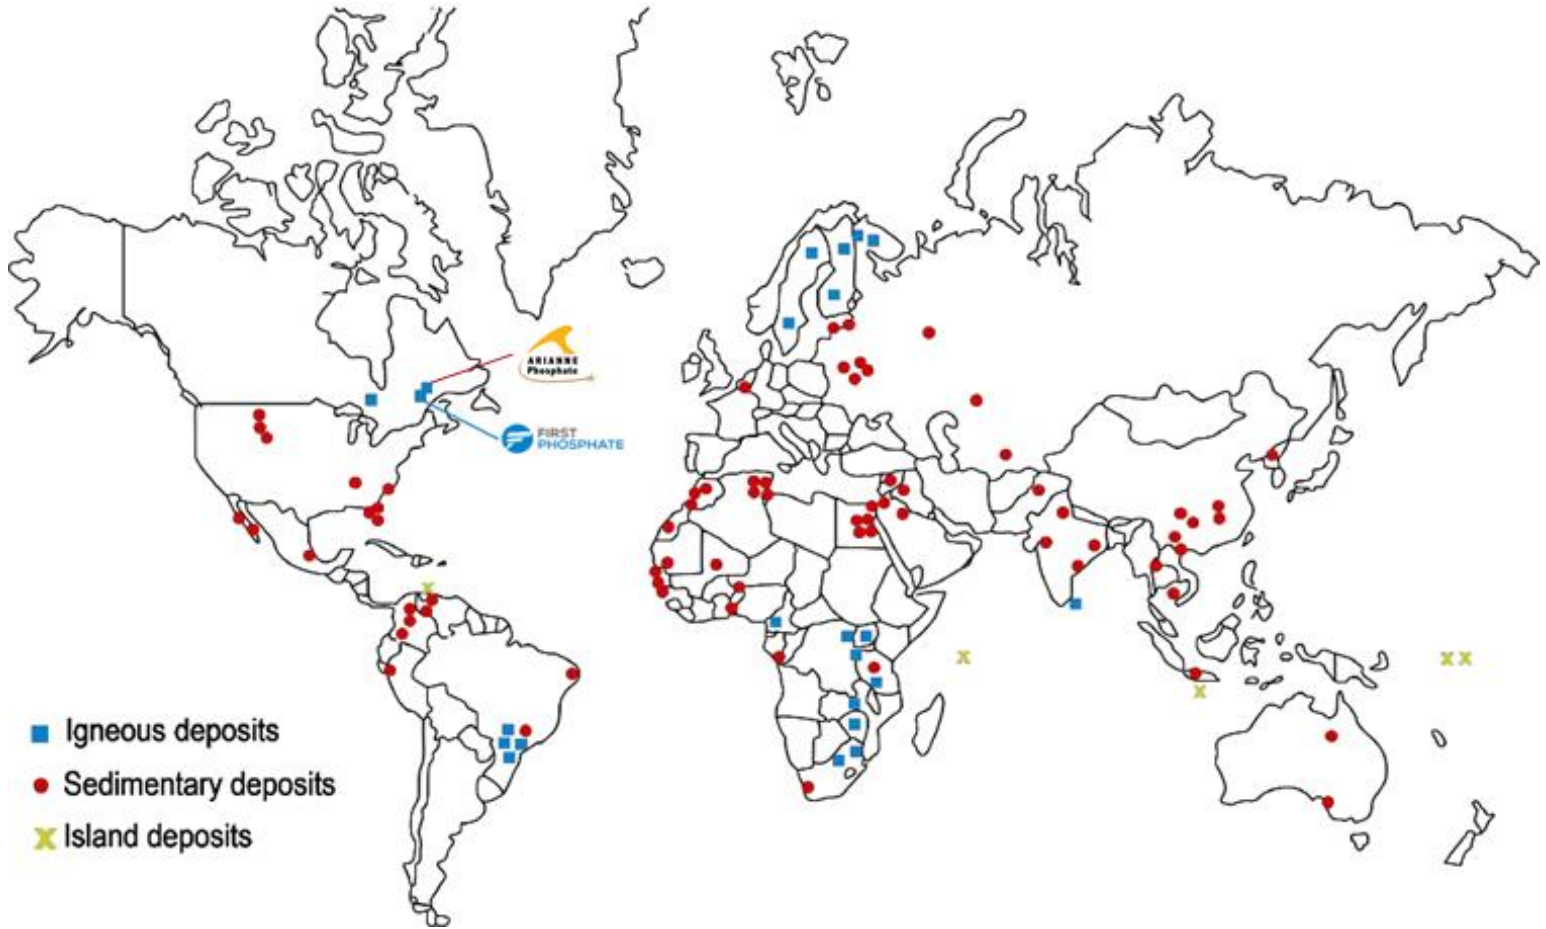 ARIANNE
Phosphate
FIRST
PHOSPHATE
Igneous deposits
Sedimentary deposits
Island deposits